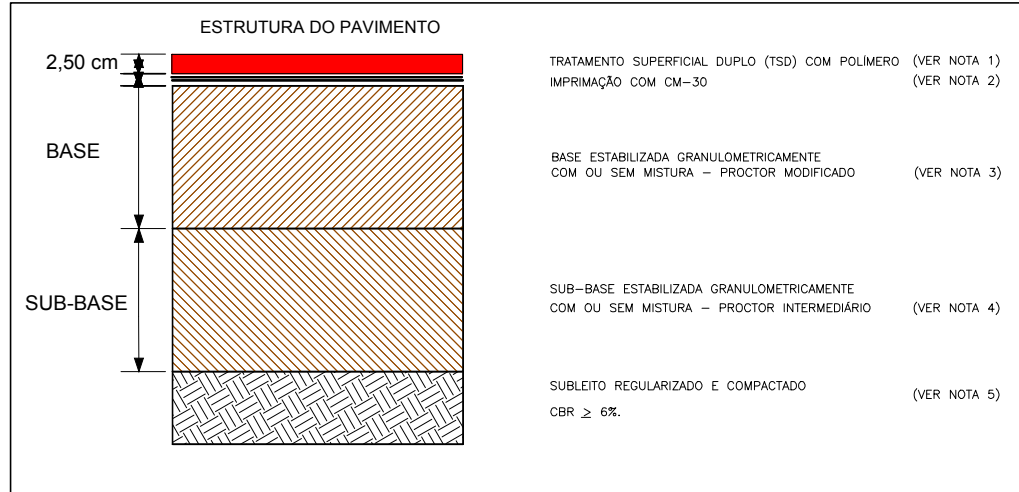 ESTRUTURA DO PAVIMENTO
2,50 cm
TRATAMENTO SUPERFICIAL DUPLO (TSD) COM POLÍMERO (VER NOTA 1)
IMPRIMAÇÃO COM CM-30 (VER NOTA 2)
BASE
BASE ESTABILIZADA GRANULOMETRICAMENTE
COM OU SEM MISTURA – PROCTOR MODIFICADO (VER NOTA 3)
SUB-BASE
SUB-BASE ESTABILIZADA GRANULOMETRICAMENTE
COM OU SEM MISTURA – PROCTOR INTERMEDIÁRIO (VER NOTA 4)
SUBLEITO REGULARIZADO E COMPACTADO (VER NOTA 5)
CBR ≥ 6%.